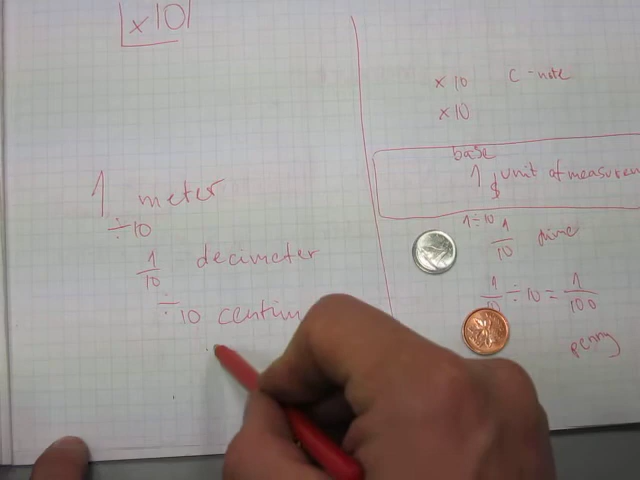 x10
1 meter
÷10
1/10 decimeter
÷10 centim
x 10 C-note
x10
base
1 $ unit of measurem
1÷10
1/10 dime
1/10 ÷ 10 = 1/100
penny